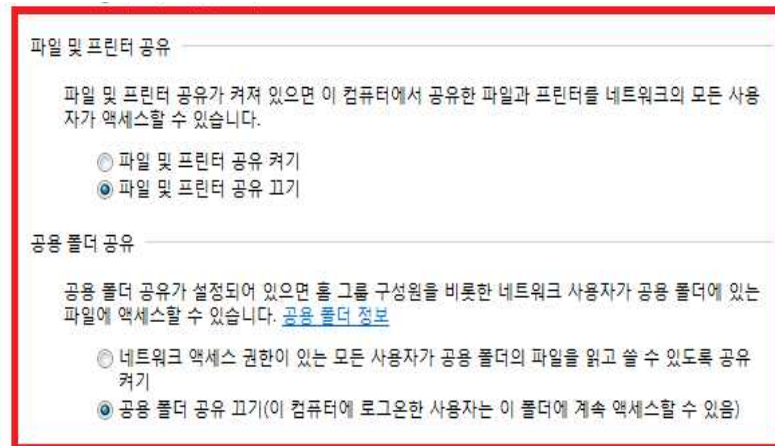 파일 및 프린터 공유
파일 및 프린터 공유가 켜져 있으면 이 컴퓨터에서 공유한 파일과 프린터를 네트워크의 모든 사용
자가 액세스할 수 있습니다.
파일 및 프린터 공유 켜기
파일 및 프린터 공유 끄기
공용 폴더 공유
공용 폴더 공유가 설정되어 있으면 홈 그룹 구성원을 비롯한 네트워크 사용자가 공용 폴더에 있는
파일에 액세스할 수 있습니다. 공용 폴더 정보
네트워크 액세스 권한이 있는 모든 사용자가 공용 폴더의 파일을 읽고 쓸 수 있도록 공유
켜기
공용 폴더 공유 끄기(이 컴퓨터에 로그온한 사용자는 이 폴더에 계속 액세스할 수 있음)